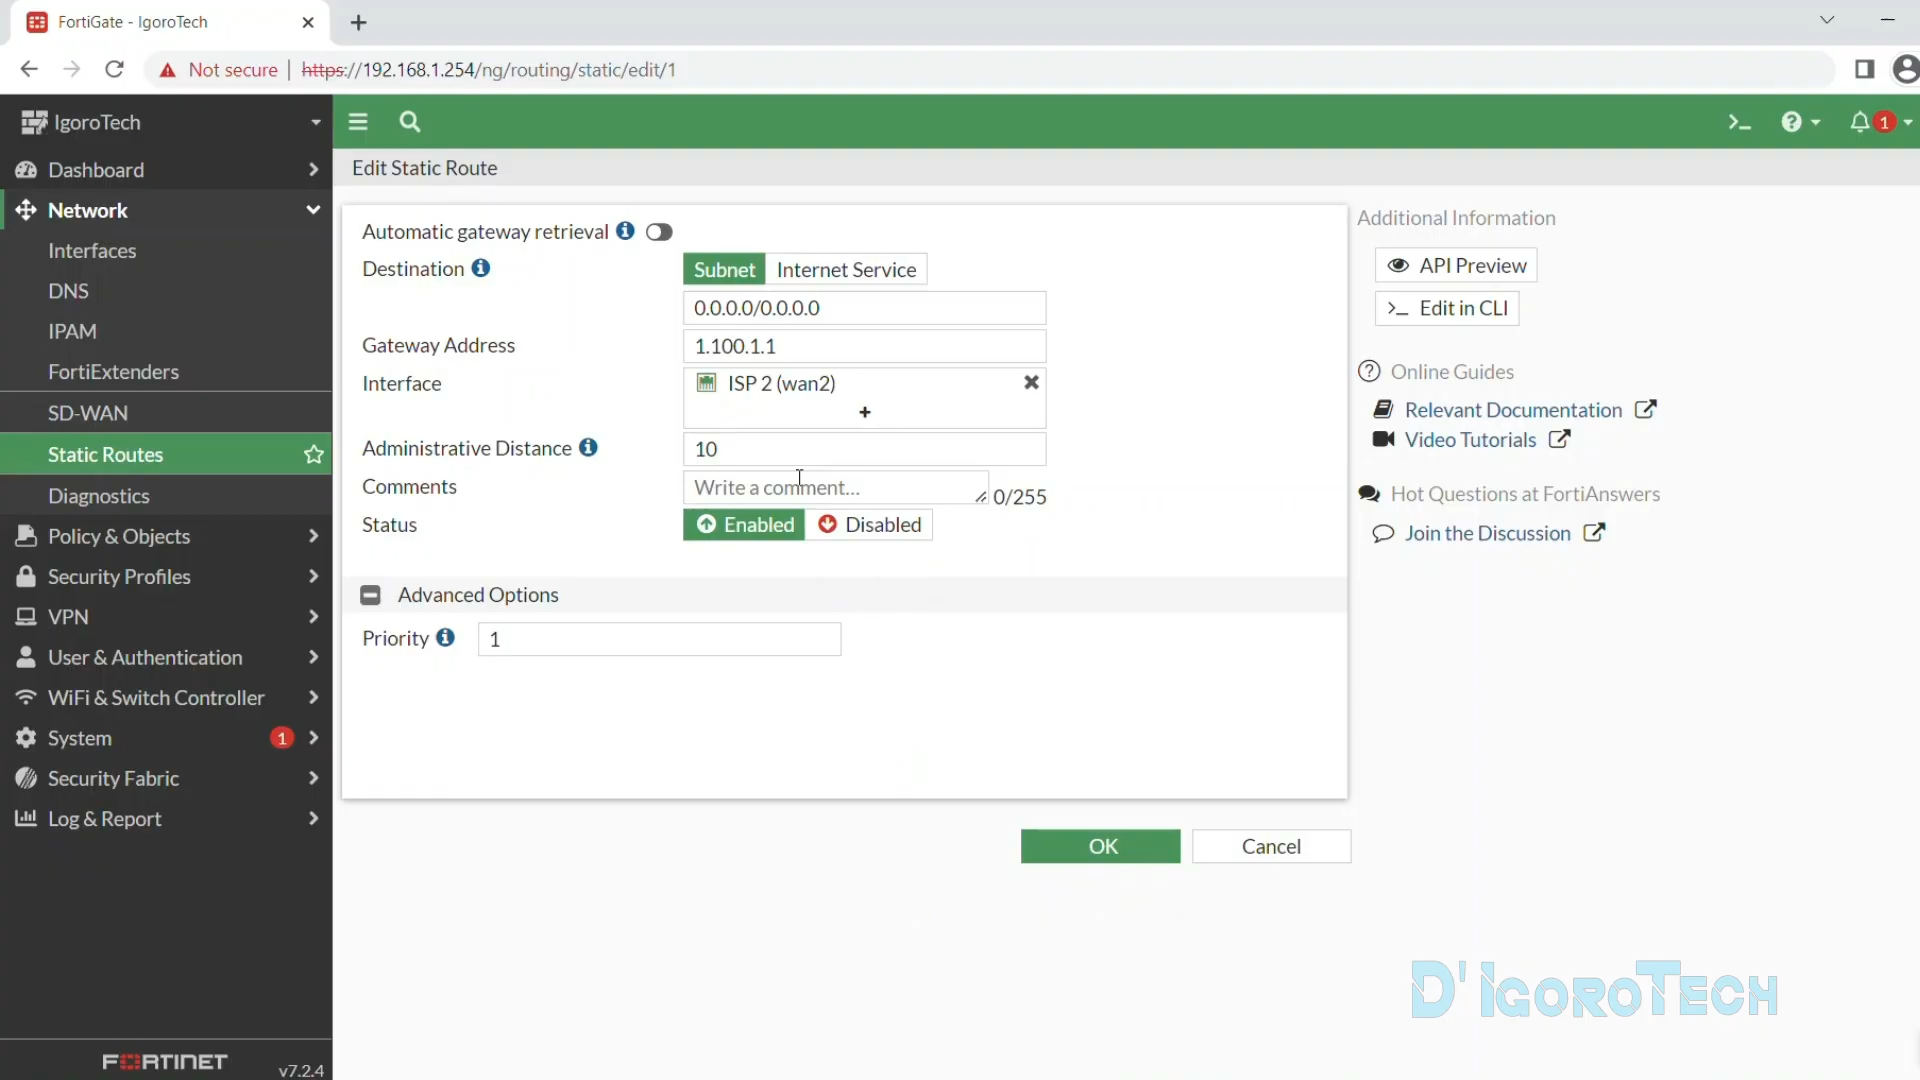 FortiGate - IgoroTech
Not secure | https://192.168.1.254/ng/routing/static/edit/1
IgoroTech
1
Dashboard
Network
Interfaces
DNS
IPAM
FortiExtenders
SD-WAN
Static Routes
Diagnostics
Policy & Objects
Security Profiles
VPN
User & Authentication
WiFi & Switch Controller
System 1
Security Fabric
Log & Report
FORTINET v7.2.4
Edit Static Route
Automatic gateway retrieval
Destination Subnet Internet Service
0.0.0.0/0.0.0.0
Gateway Address 1.100.1.1
Interface ISP 2 (wan2)
+
Administrative Distance 10
Comments Write a comment... 0/255
Status Enabled Disabled
Advanced Options
Priority 1
OK Cancel
Additional Information
API Preview
>_ Edit in CLI
Online Guides
Relevant Documentation
Video Tutorials
Hot Questions at FortiAnswers
Join the Discussion
D'IGOROTECH